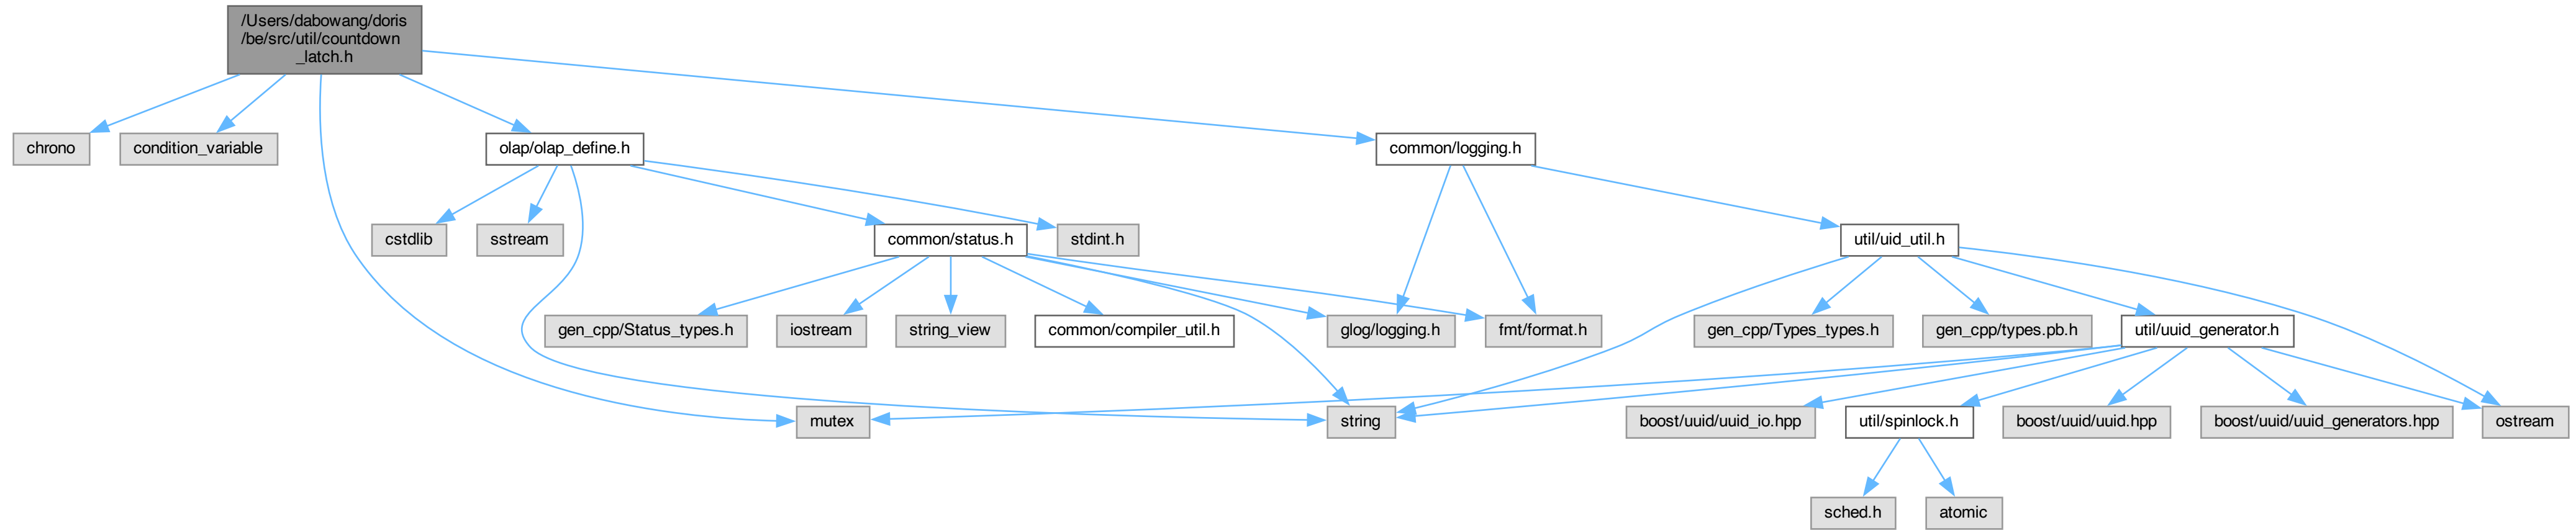 /Users/dabowang/doris
/be/src/util/countdown
_latch.h
chrono
condition_variable
olap/olap_define.h
common/logging.h
cstdlib
sstream
common/status.h
stdint.h
util/uid_util.h
gen_cpp/Status_types.h
iostream
string_view
common/compiler_util.h
glog/logging.h
fmt/format.h
gen_cpp/Types_types.h
gen_cpp/types.pb.h
util/uuid_generator.h
mutex
string
boost/uuid/uuid_io.hpp
util/spinlock.h
boost/uuid/uuid.hpp
boost/uuid/uuid_generators.hpp
ostream
sched.h
atomic